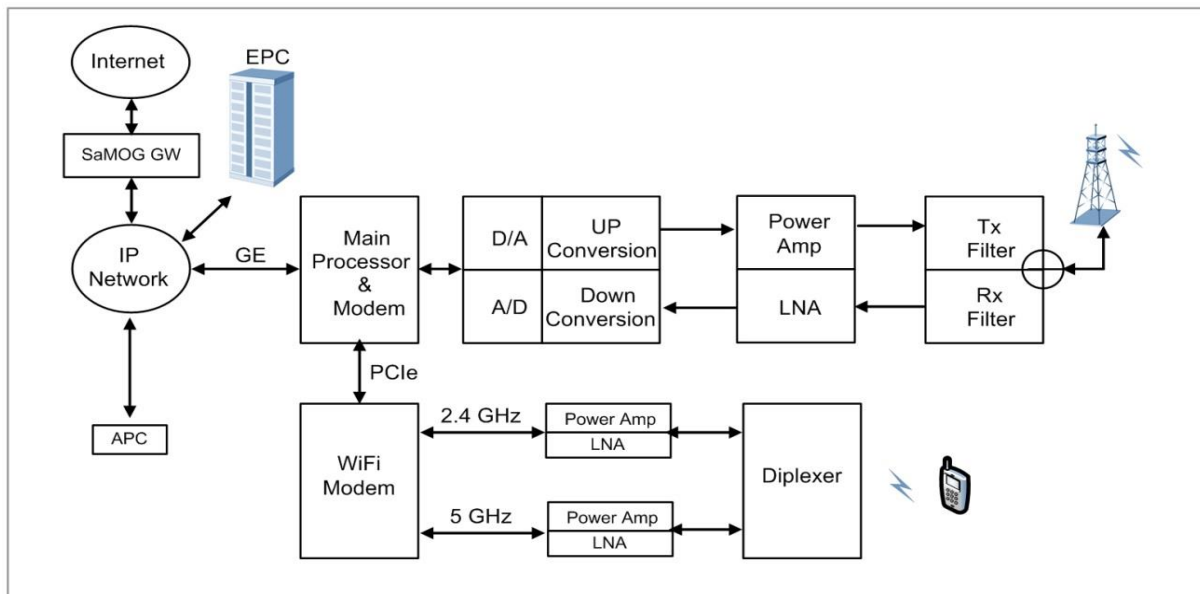 Internet
EPC
SaMOG GW
IP
Network
GE
Main
Processor
&
Modem
D/A
UP
Conversion
A/D
Down
Conversion
Power
Amp
LNA
Tx
Filter
Rx
Filter
PCIe
APC
WiFi
Modem
2.4 GHz
Power Amp
LNA
5 GHz
Power Amp
LNA
Diplexer